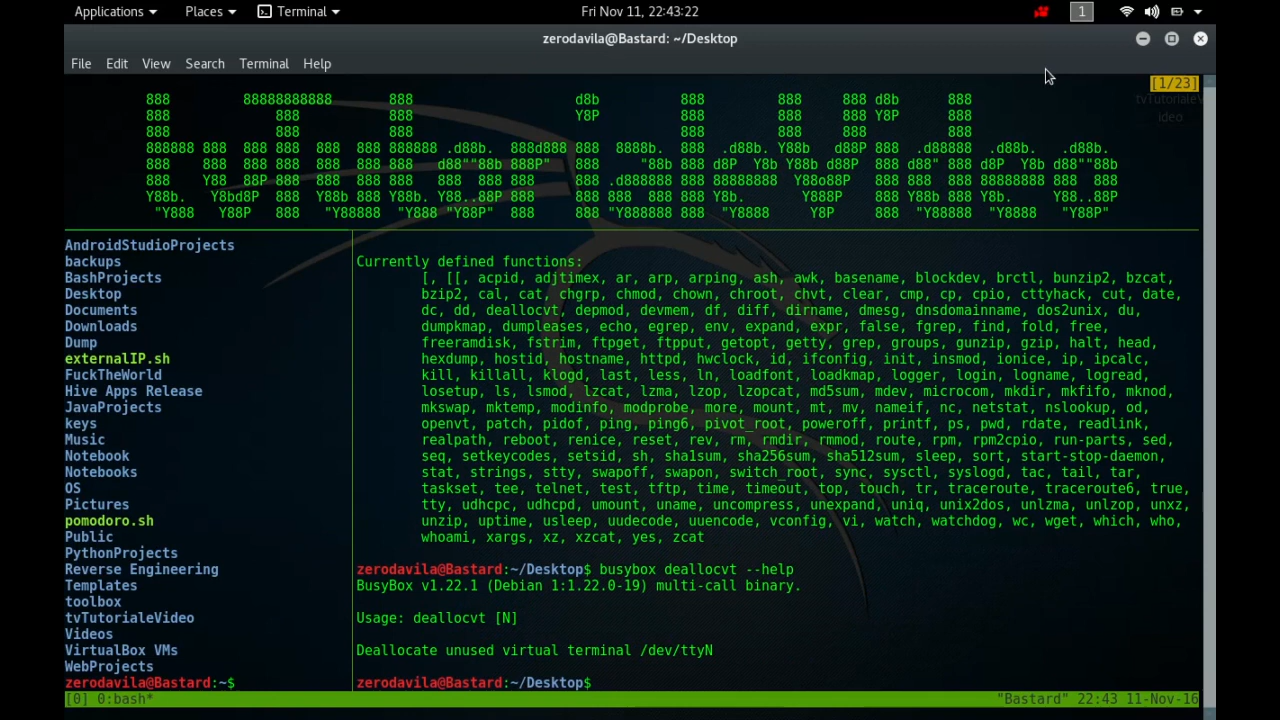 Applications Places Terminal Fri Nov 11, 22:43:22 1
zerodavila@Bastard: ~/Desktop
File Edit View Search Terminal Help
[1/23]
tvTutorialeVideo
AndroidStudioProjects
backups
BashProjects
Desktop
Documents
Downloads
Dump
externalIP.sh
FuckTheWorld
Hive Apps Release
JavaProjects
keys
Music
Notebook
Notebooks
OS
Pictures
pomodoro.sh
Public
PythonProjects
Reverse Engineering
Templates
toolbox
tvTutorialeVideo
Videos
VirtualBox VMs
WebProjects
zerodavila@Bastard:~$
Currently defined functions:
[, [[, acpid, adjtimex, ar, arp, arping, ash, awk, basename, blockdev, brctl, bunzip2, bzcat,
bzip2, cal, cat, chgrp, chmod, chown, chroot, chvt, clear, cmp, cp, cpio, cttyhack, cut, date,
dc, dd, deallocvt, depmod, devmem, df, diff, dirname, dmesg, dnsdomainname, dos2unix, du,
dumpkmap, dumpleases, echo, egrep, env, expand, expr, false, fgrep, find, fold, free,
freeramdisk, fstrim, ftpget, ftpput, getopt, getty, grep, groups, gunzip, gzip, halt, head,
hexdump, hostid, hostname, httpd, hwclock, id, ifconfig, init, insmod, ionice, ip, ipcalc,
kill, killall, klogd, last, less, ln, loadfont, loadkmap, logger, login, logname, logread,
losetup, ls, lsmod, lzcat, lzma, lzop, lzopcat, md5sum, mdev, microcom, mkdir, mkfifo, mknod,
mkswap, mktemp, modinfo, modprobe, more, mount, mt, mv, nameif, nc, netstat, nslookup, od,
openvt, patch, pidof, ping, ping6, pivot_root, poweroff, printf, ps, pwd, rdate, readlink,
realpath, reboot, renice, reset, rev, rm, rmdir, rmmod, route, rpm, rpm2cpio, run-parts, sed,
seq, setkeycodes, setsid, sh, sha1sum, sha256sum, sha512sum, sleep, sort, start-stop-daemon,
stat, strings, stty, swapoff, swapon, switch_root, sync, sysctl, syslogd, tac, tail, tar,
taskset, tee, telnet, test, tftp, time, timeout, top, touch, tr, traceroute, traceroute6, true,
tty, udhcpc, udhcpd, umount, uname, uncompress, unexpand, uniq, unix2dos, unlzma, unlzop, unxz,
unzip, uptime, usleep, uudecode, uuencode, vconfig, vi, watch, watchdog, wc, wget, which, who,
whoami, xargs, xz, xzcat, yes, zcat
zerodavila@Bastard:~/Desktop$ busybox deallocvt --help
BusyBox v1.22.1 (Debian 1:1.22.0-19) multi-call binary.
Usage: deallocvt [N]
Deallocate unused virtual terminal /dev/ttyN
zerodavila@Bastard:~/Desktop$
[0] 0:bash* "Bastard" 22:43 11-Nov-16